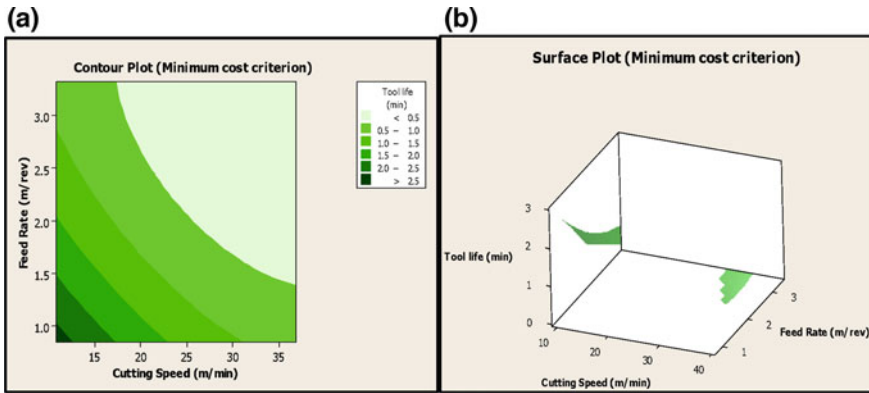 (a)
Contour Plot (Minimum cost criterion)
Feed Rate (m/rev)
3.0
2.5
2.0
1.5
1.0
15 20 25 30 35
Cutting Speed (m/min)
Tool life
(min)
< 0.5
0.5 – 1.0
1.0 – 1.5
1.5 – 2.0
2.0 – 2.5
> 2.5
(b)
Surface Plot (Minimum cost criterion)
3
2
1
0
Tool life (min)
10 20 30 40
Cutting Speed (m/min)
1
2
3
Feed Rate (m/rev)